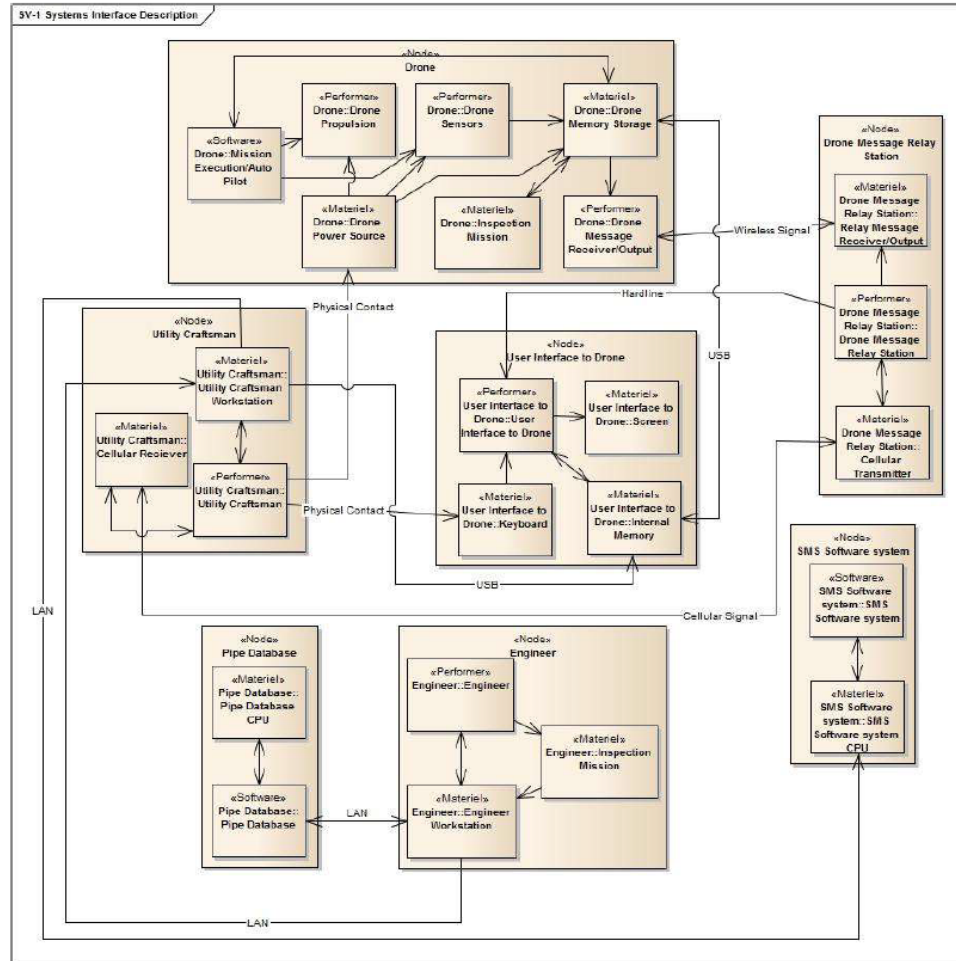 SV-1 Systems Interface Description
«Node»
Drone
«Performer»
Drone::Drone
Propulsion
«Performer»
Drone::Drone
Sensors
«Materiel»
Drone::Drone
Memory Storage
«Software»
Drone::Mission
Execution/Auto
Pilot
«Materiel»
Drone::Drone
Power Source
«Materiel»
Drone::Inspection
Mission
«Performer»
Drone::Drone
Message
Receiver/Output
«Node»
Drone Message Relay
Station
«Materiel»
Drone Message
Relay Station::
Relay Message
Receiver/Output
Wireless Signal
«Performer»
Drone Message
Relay Station::
Drone Message
Relay Station
«Materiel»
Drone Message
Relay Station::
Cellular
Transmitter
Physical Contact
Hardline
USB
«Node»
Utility Craftsman
«Materiel»
Utility Craftsman::
Utility Craftsman
Workstation
«Materiel»
Utility Craftsman::
Cellular Reciever
«Performer»
Utility Craftsman::
Utility Craftsman
Physical Contact
«Node»
User Interface to Drone
«Performer»
User Interface to
Drone::User
Interface to Drone
«Materiel»
User Interface to
Drone::Screen
«Materiel»
User Interface to
Drone::Keyboard
«Materiel»
User Interface to
Drone::Internal
Memory
USB
LAN
Cellular Signal
«Node»
SMS Software system
«Software»
SMS Software
system::SMS
Software system
«Materiel»
SMS Software
system::SMS
Software system
CPU
«Node»
Pipe Database
«Materiel»
Pipe Database::
Pipe Database
CPU
«Software»
Pipe Database::
Pipe Database
LAN
«Node»
Engineer
«Performer»
Engineer::Engineer
«Materiel»
Engineer::Inspection
Mission
«Materiel»
Engineer::Engineer
Workstation
LAN